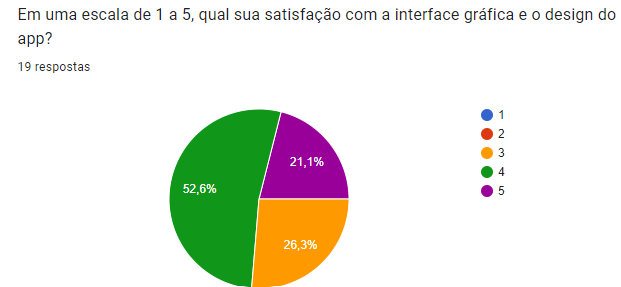 Em uma escala de 1 a 5, qual sua satisfação com a interface gráfica e o design do
app?
19 respostas
52,6%
21,1%
26,3%
1
2
3
4
5